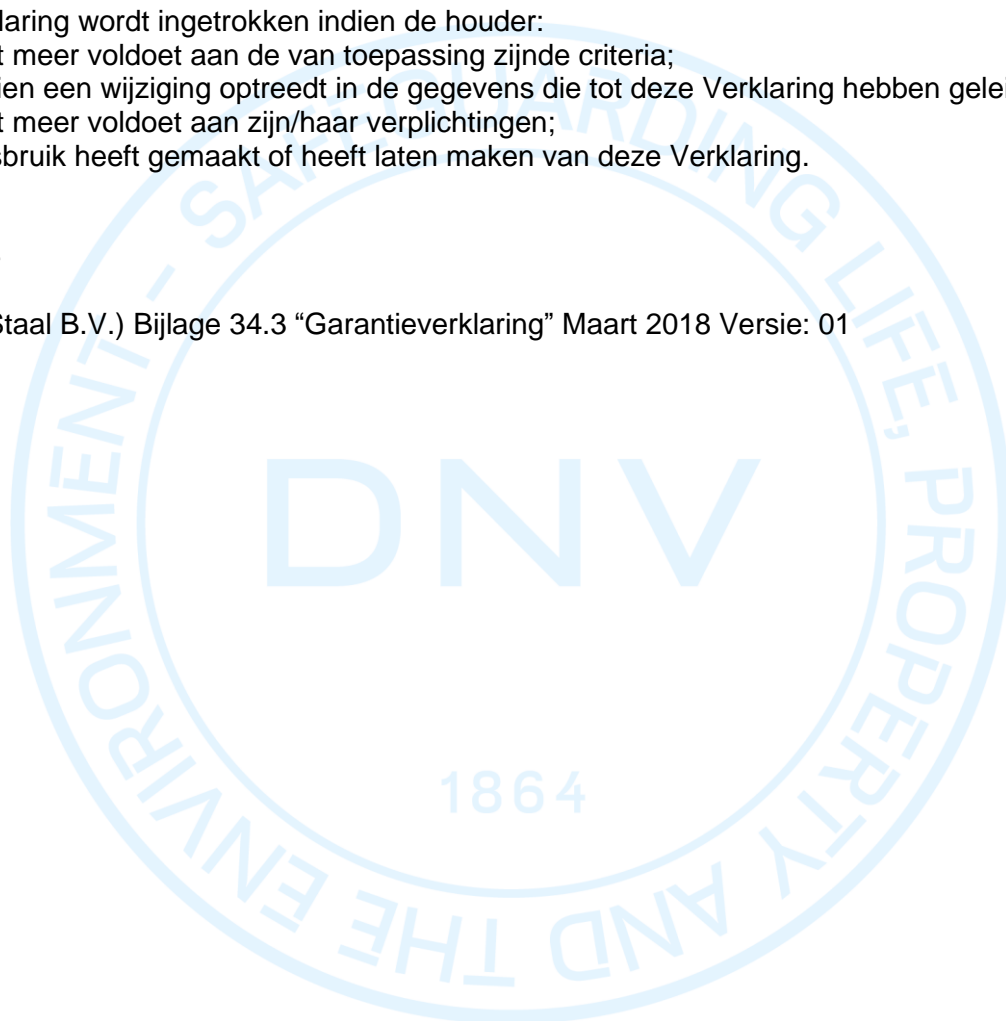 laring wordt ingetrokken indien de houder:
t meer voldoet aan de van toepassing zijnde criteria;
ien een wijziging optreedt in de gegevens die tot deze Verklaring hebben gelei
t meer voldoet aan zijn/haar verplichtingen;
sbruik heeft gemaakt of heeft laten maken van deze Verklaring.
Staal B.V.) Bijlage 34.3 “Garantieverklaring” Maart 2018 Versie: 01
SAFEGUARDING LIFE, PROPERTY AND THE ENVIRONMENT –
DNV
1864